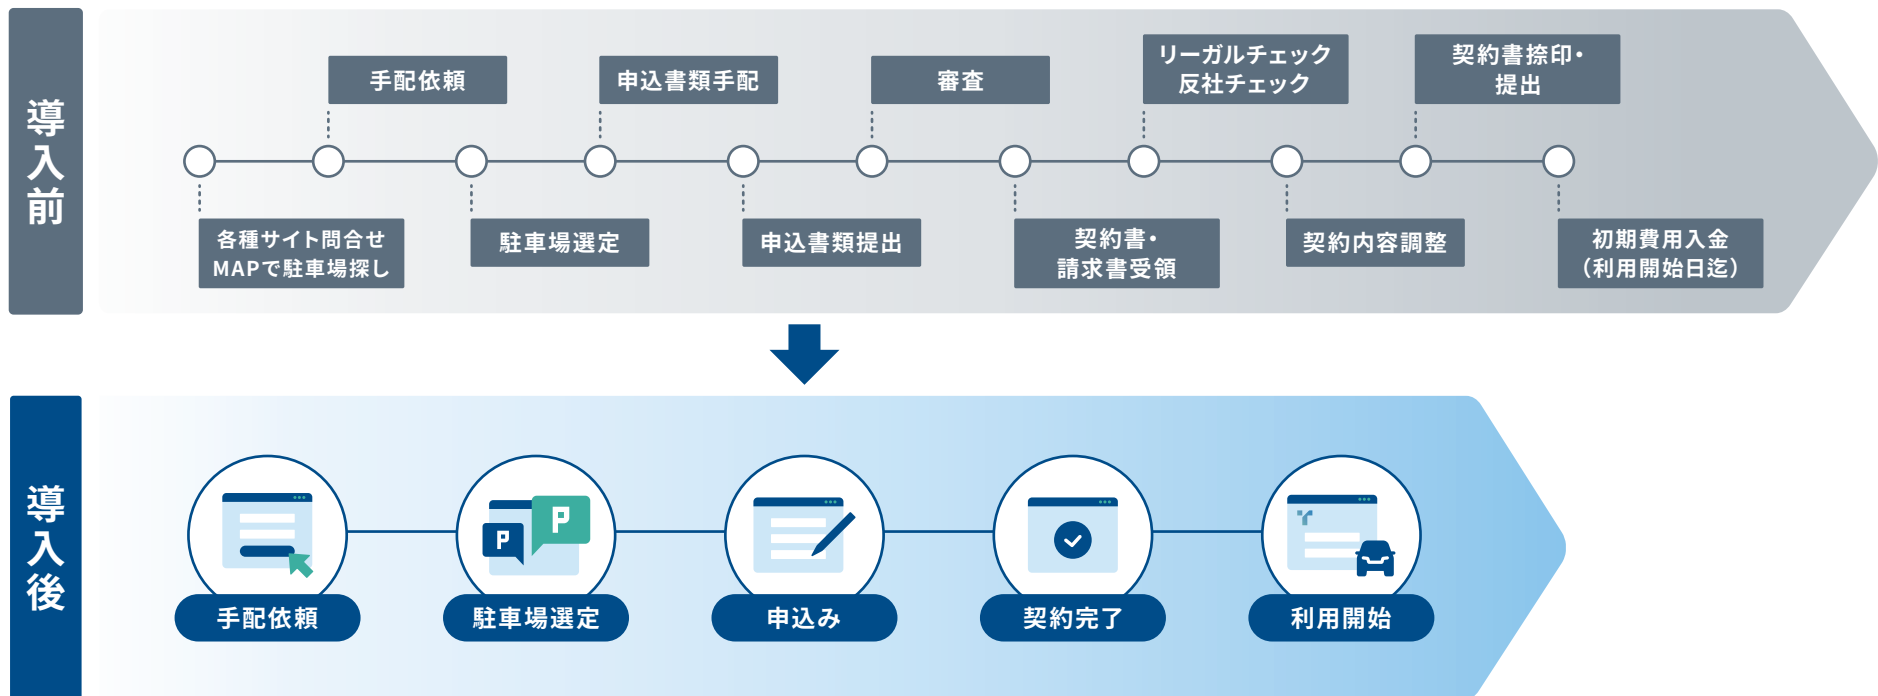 導入前
各種サイト問合せ
MAPで駐車場探し
手配依頼
駐車場選定
申込書類手配
申込書類提出
審査
契約書・
請求書受領
リーガルチェック
反社チェック
契約内容調整
契約書捺印・
提出
初期費用入金
（利用開始日迄）
導入後
手配依頼
P
P
駐車場選定
申込み
契約完了
利用開始